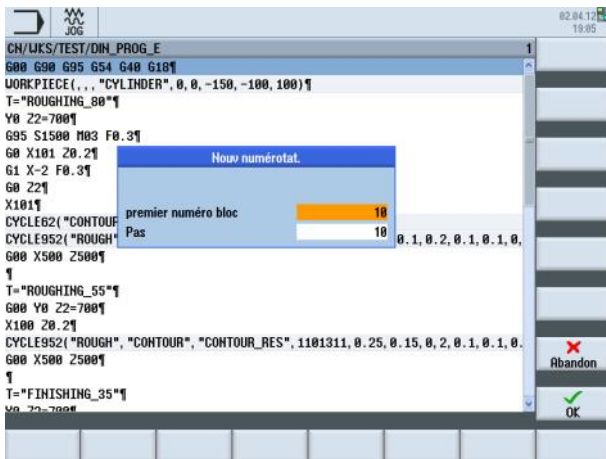 JOG
02.04.12
19:05
CN/WKS/TEST/DIN_PROG_E 1
G00 G90 G95 G54 G40 G18¶
WORKPIECE(,,, "CYLINDER", 0, 0, -150, -100, 100)¶
T="ROUGHING_80"¶
Y0 Z2=700¶
G95 S1500 M03 F0.3¶
G0 X101 Z0.2¶
G1 X-2 F0.3¶
G0 Z2¶
X101¶
CYCLE62("CONTOUR
CYCLE952("ROUGH" 0.1, 0.2, 0.1, 0.1, 0,
G00 X500 Z500¶
¶
T="ROUGHING_55"¶
G00 Y0 Z2=700¶
X100 Z0.2¶
CYCLE952("ROUGH", "CONTOUR", "CONTOUR_RES", 1101311, 0.25, 0.15, 0, 2, 0.1, 0.1, 0.
G00 X500 Z500¶
¶
T="FINISHING_35"¶
Y0 Z2=700¶
Nouv numérotat.
premier numéro bloc 10
Pas 10
Abandon
OK